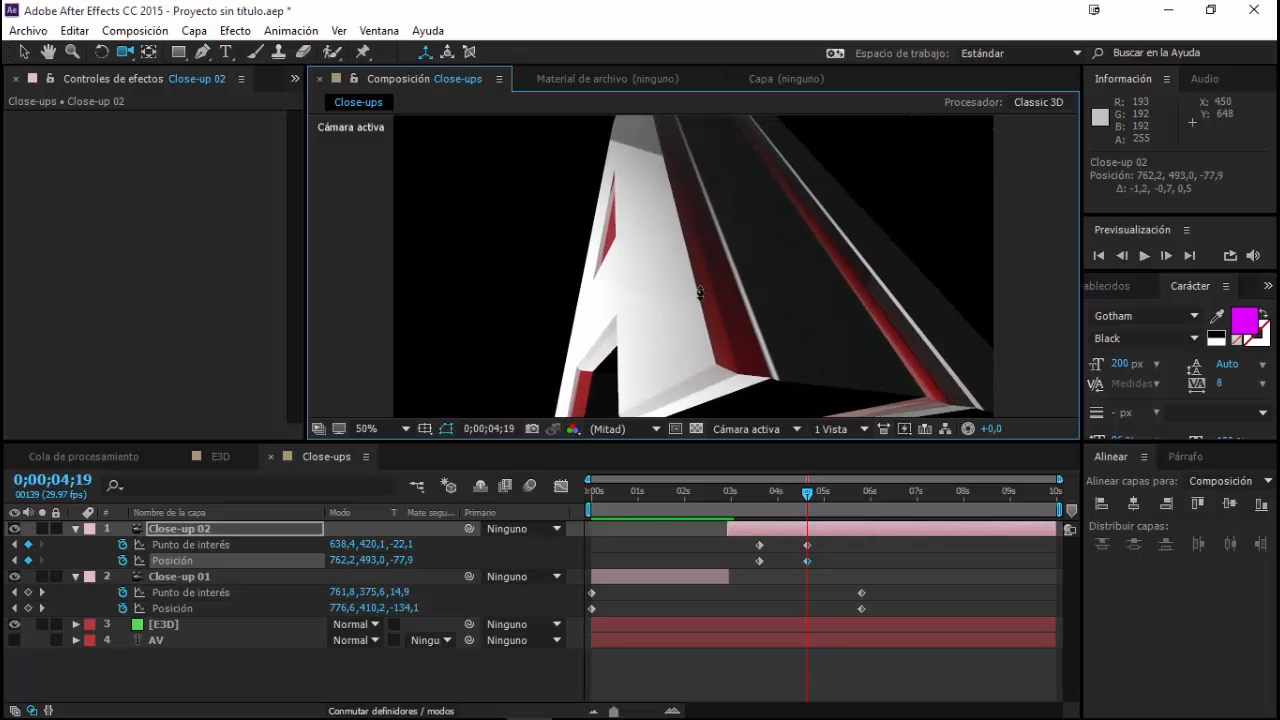 Adobe After Effects CC 2015 - Proyecto sin título.aep *
Archivo Editar Composición Capa Efecto Animación Ver Ventana Ayuda
Espacio de trabajo: Estándar Buscar en la Ayuda
Controles de efectos Close-up 02
Composición Close-ups
Material de archivo (ninguno)
Capa (ninguno)
Información Audio
Close-ups • Close-up 02
Close-ups
Procesador: Classic 3D
Cámara activa
R: 193 X: 450
G: 192 Y: 648
B: 192
A: 255
Close-up 02
Posición: 762,2, 493,0, -77,9
Δ: -1,2, -0,7, 0,5
Previsualización
ablecidos Carácter
Gotham
Black
200 px Auto
Medidas 8
- px
50% 0;00;04;19 (Mitad) Cámara activa 1 Vista +0,0
Cola de procesamiento E3D Close-ups
Alinear Párrafo
0;00;04;19
00139 (29.97 fps)
:00s 01s 02s 03s 04s 05s 06s 07s 08s 09s 10s
Alinear capas para: Composición
# Nombre de la capa Modo T Mate segu... Primario
Distribuir capas:
1 Close-up 02 Ninguno
Punto de interés 638,4,420,1,-22,1
Posición 762,2,493,0,-77,9
2 Close-up 01 Ninguno
Punto de interés 761,8,375,6,14,9
Posición 776,6,410,2,-134,1
3 [E3D] Normal Ninguno
4 AV Normal Ningu Ninguno
Conmutar definidores / modos